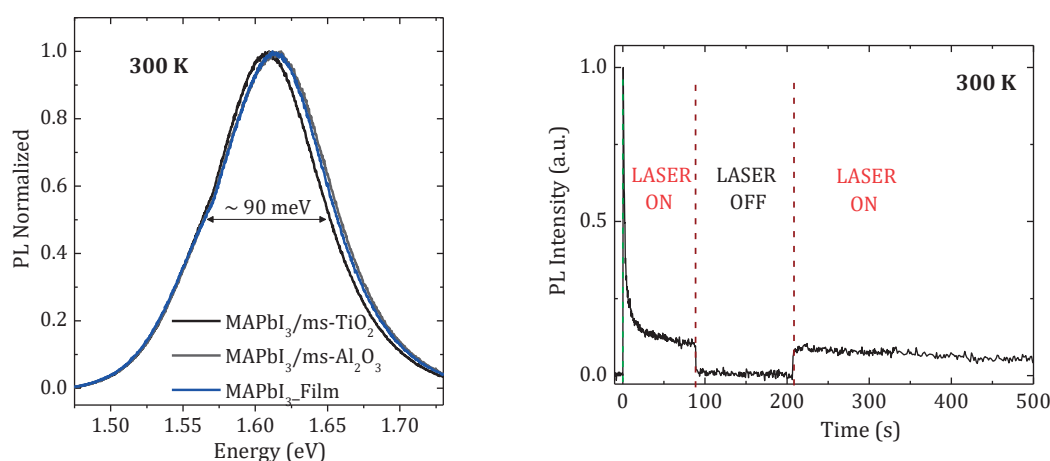 300 K
PL Normalized
1.0
0.8
0.6
0.4
0.2
0.0
~ 90 meV
MAPbI₃/ms-TiO₂
MAPbI₃/ms-Al₂O₃
MAPbI₃_Film
1.50 1.55 1.60 1.65 1.70
Energy (eV)
300 K
PL Intensity (a.u.)
1.0
0.5
0.0
LASER
ON
LASER
OFF
LASER
ON
0 100 200 300 400 500
Time (s)